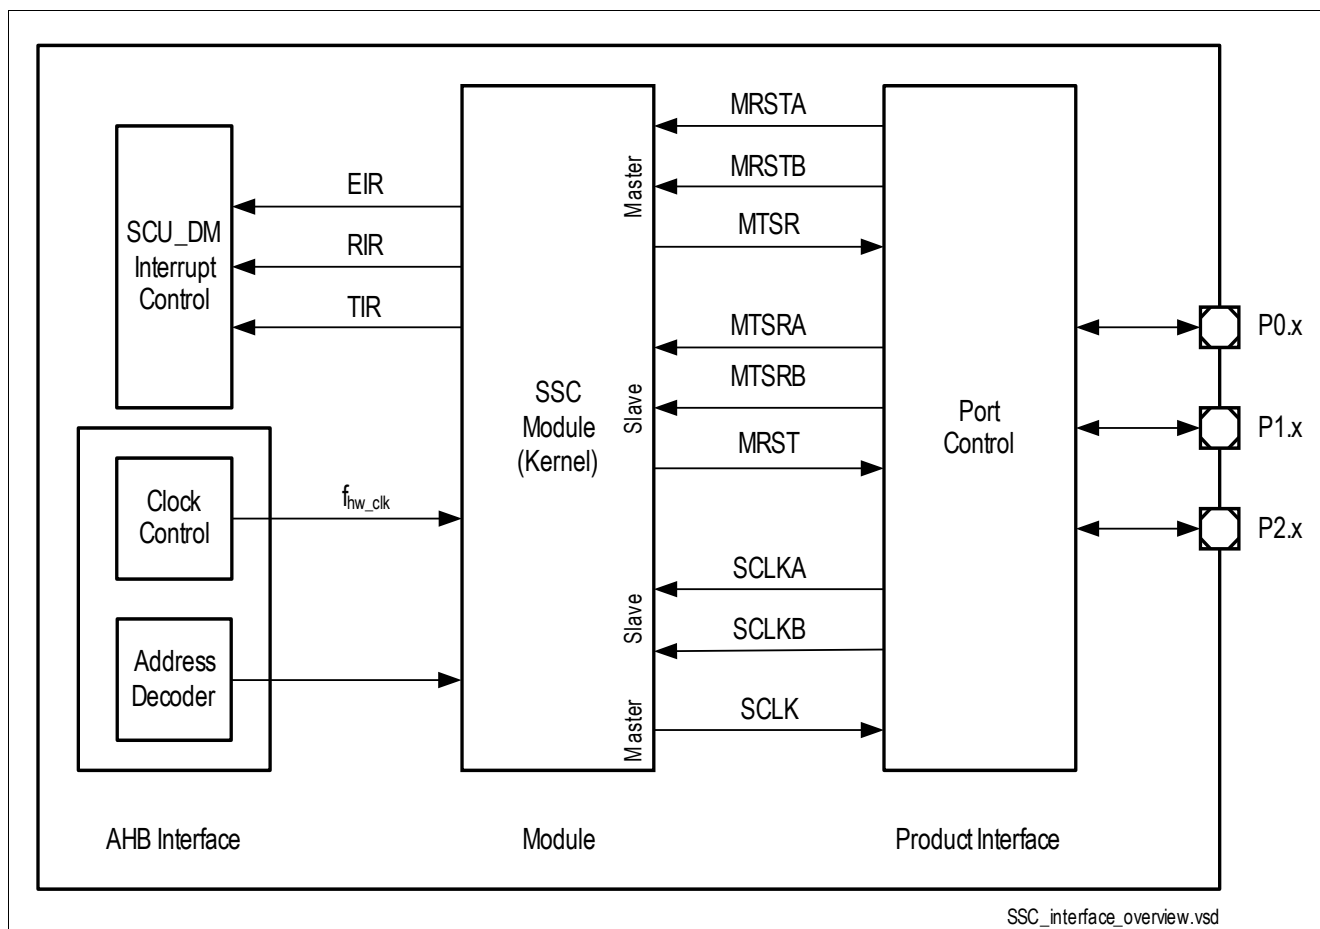 MRSTA
MRSTB
MTSR
Master
EIR
RIR
TIR
SCU_DM
Interrupt
Control
MTSRA
MTSRB
MRST
Slave
SSC
Module
(Kernel)
Port
Control
P0.x
P1.x
P2.x
Clock
Control
fhw_clk
Address
Decoder
SCLKA
SCLKB
Slave
SCLK
Master
AHB Interface
Module
Product Interface
SSC_interface_overview.vsd